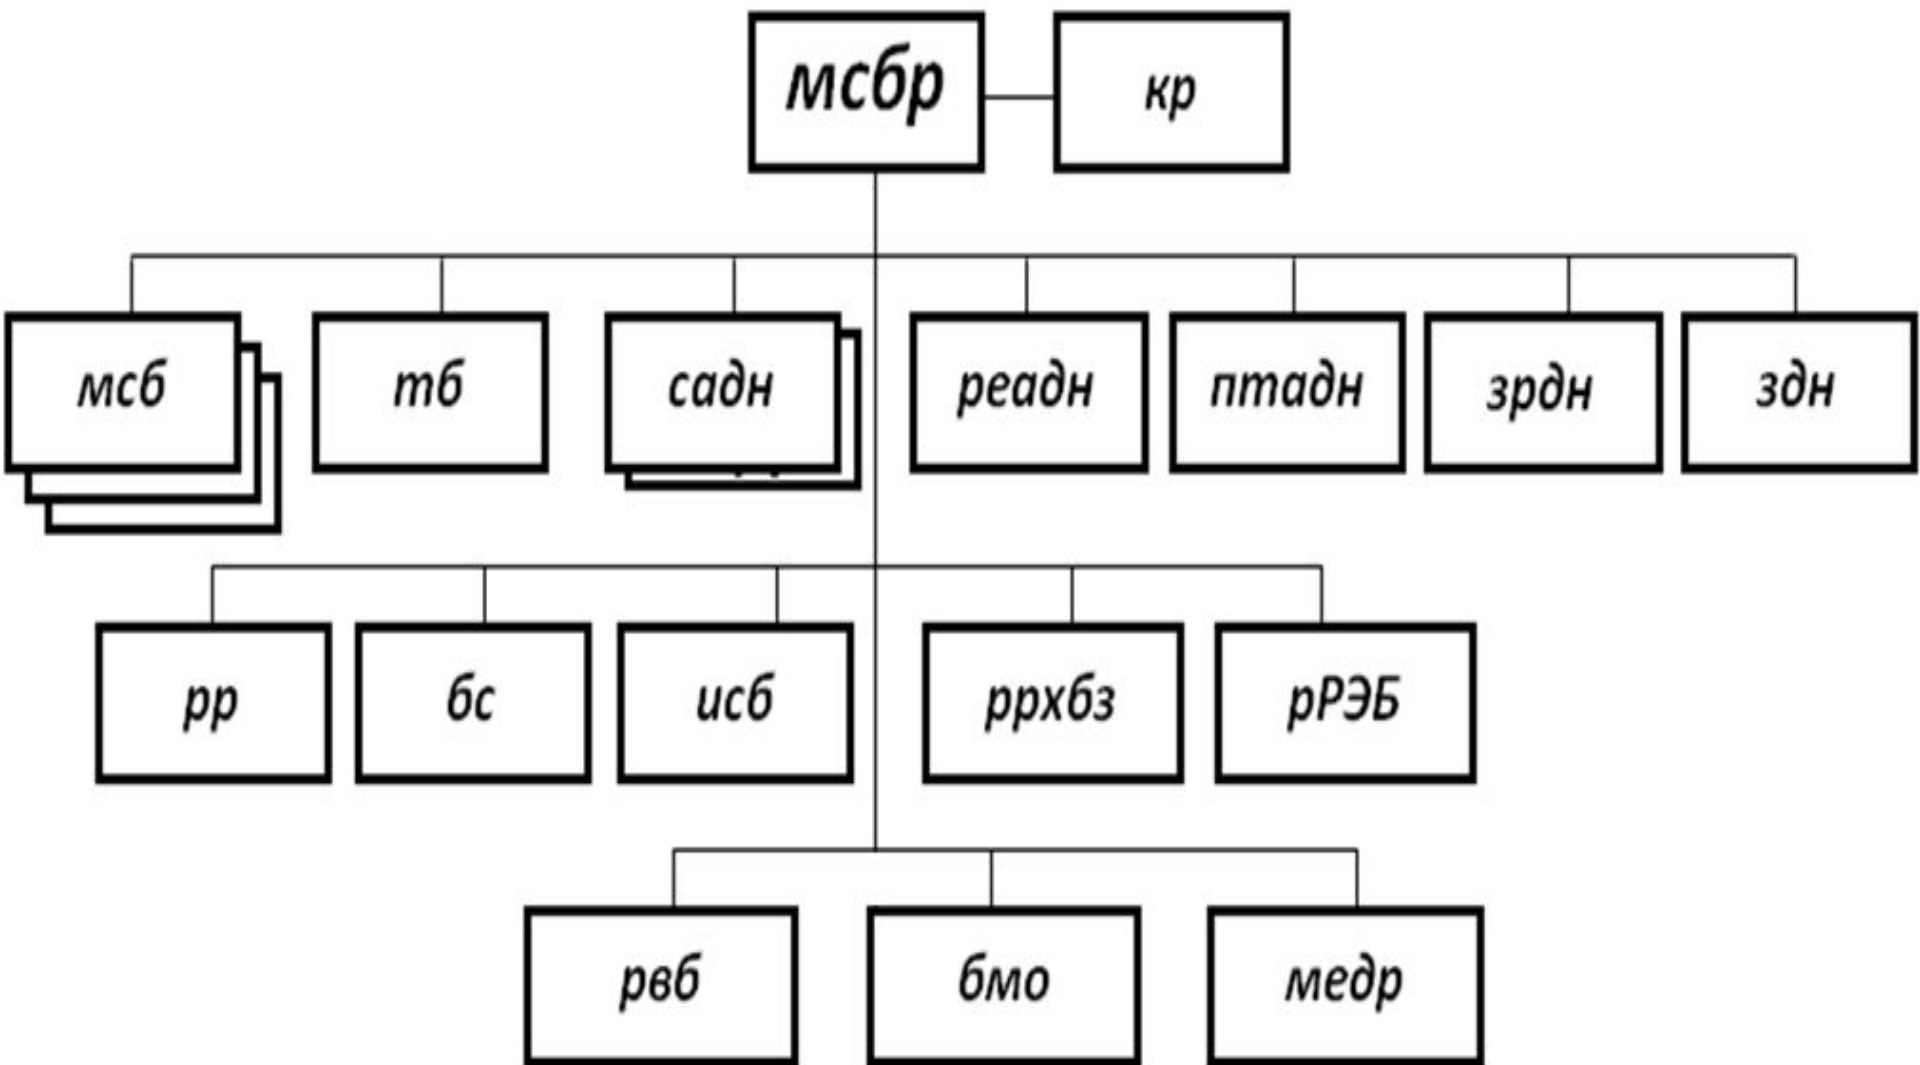 мсбр
кр
мсб
тб
садн
реадн
птадн
зрдн
здн
рр
бс
исб
ррхбз
рРЭБ
рвб
бмо
медр